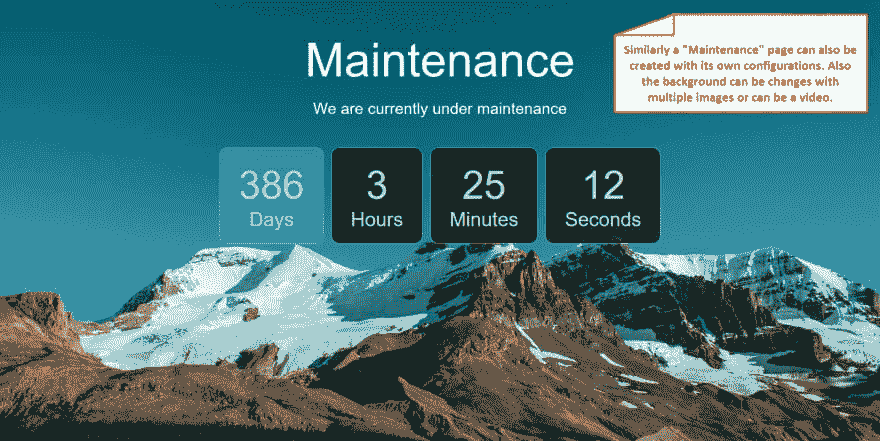 Maintenance
We are currently under maintenance
386
Days
3
Hours
25
Minutes
12
Seconds
Similarly a "Maintenance" page can also be
created with its own configurations. Also
the background can be changes with
multiple images or can be a video.